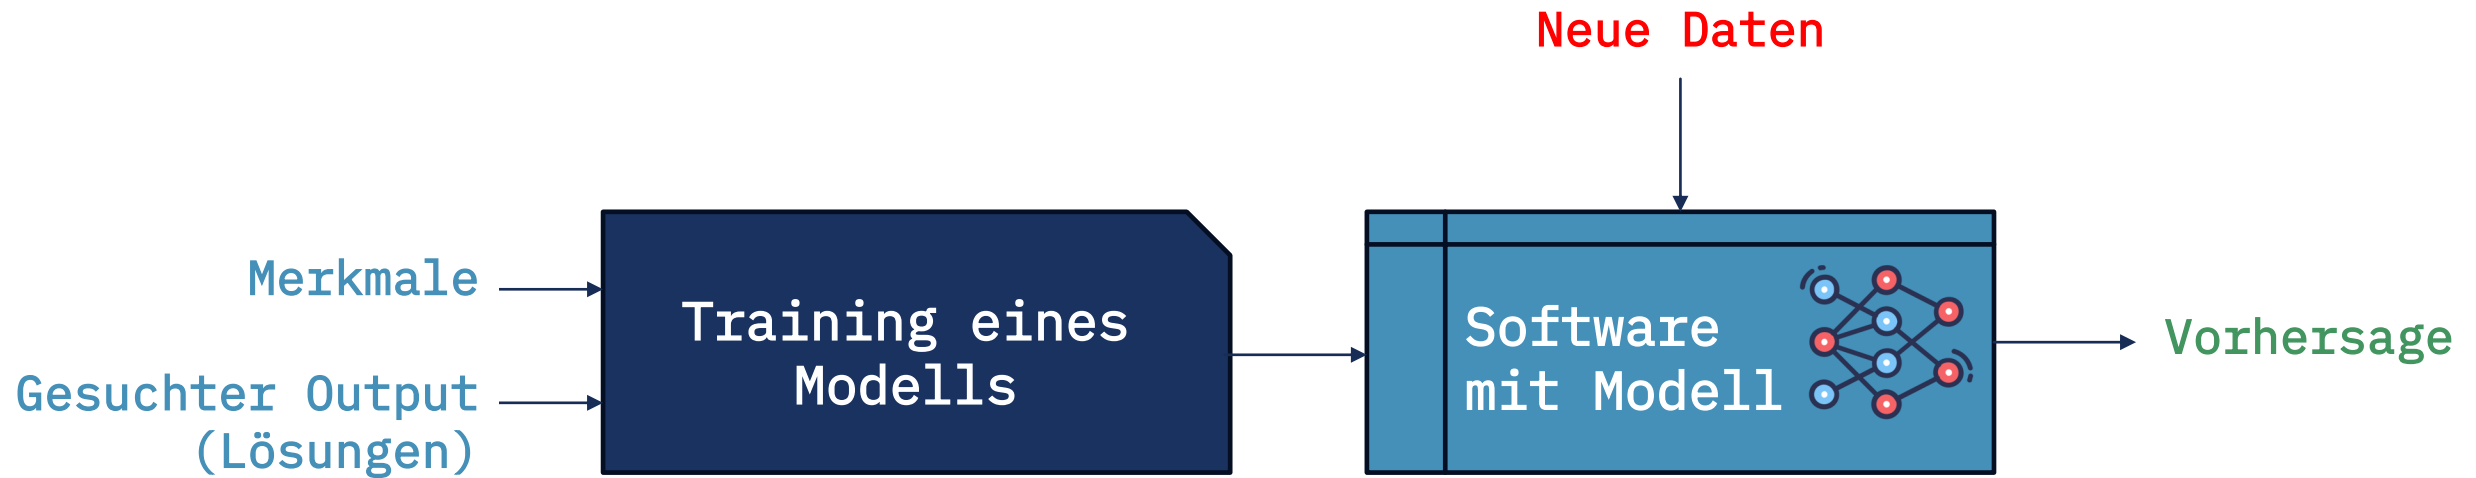 Neue Daten
Merkmale
Gesuchter Output
(Lösungen)
Training eines
Modells
Software
mit Modell
Vorhersage